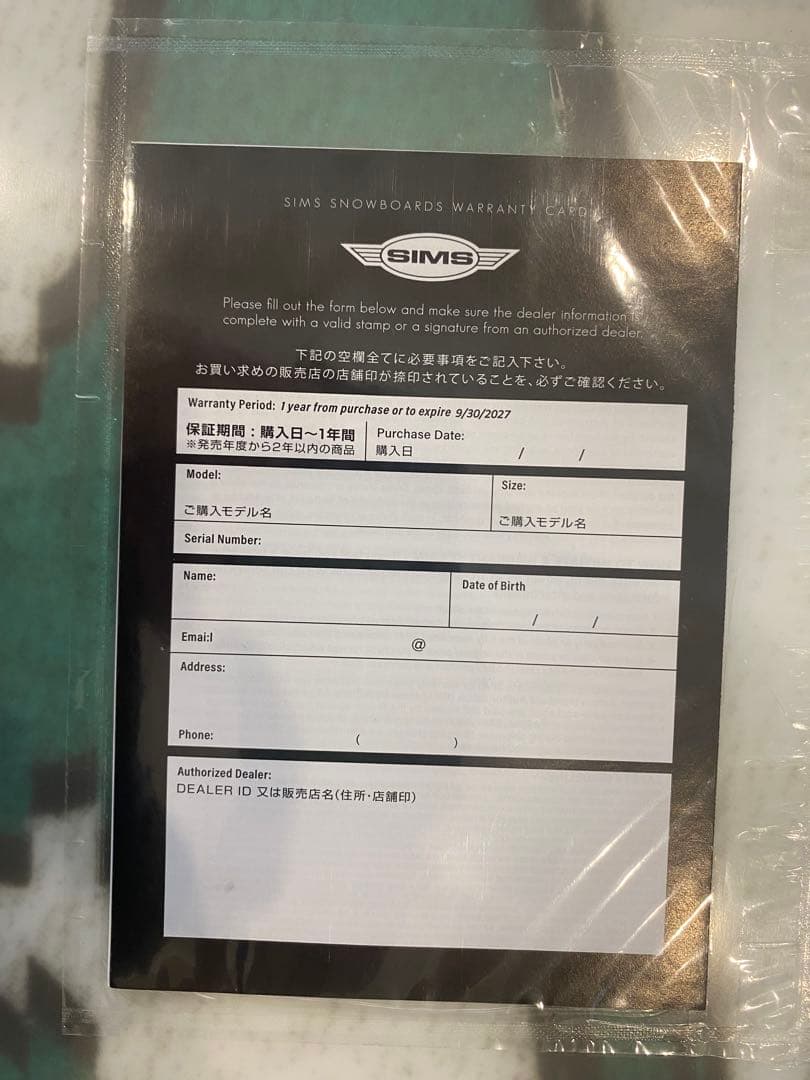 SIMS SNOWBOARDS WARRANTY CARD
SIMS
Please fill out the form below and make sure the dealer information is
complete with a valid stamp or a signature from an authorized dealer.
下記の空欄全てに必要事項をご記入下さい。
お買い求めの販売店の店舗印が捺印されていることを、必ずご確認ください。
Warranty Period: 1 year from purchase or to expire 9/30/2027
保証期間:購入日〜1年間
※発売年度から2年以内の商品
Purchase Date:
購入日 / /
Model:
ご購入モデル名
Size:
ご購入モデル名
Serial Number:
Name:
Date of Birth
/ /
Emai:l @
Address:
Phone: ( )
Authorized Dealer:
DEALER ID 又は販売店名(住所・店舗印)